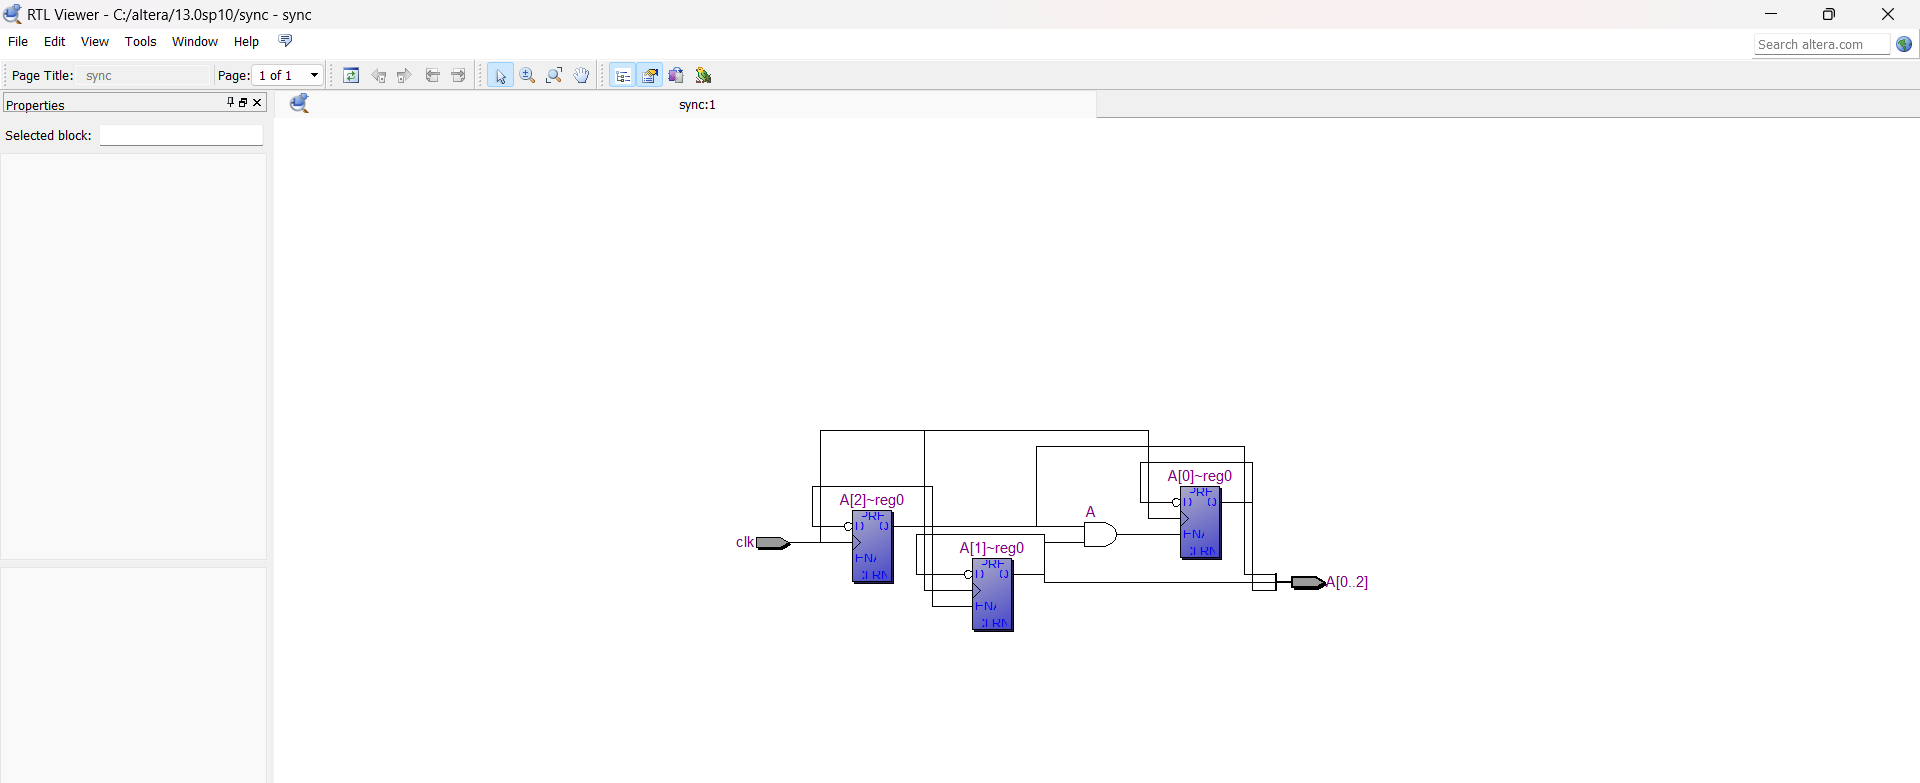 RTL Viewer - C:/altera/13.0sp10/sync - sync
File Edit View Tools Window Help
Search altera.com
Page Title: sync Page: 1 of 1
Properties
sync:1
Selected block:
A[0]~reg0
PRE
D Q
ENA
CLRN
A[2]~reg0
PRE
D Q
ENA
CLRN
A
clk
A[1]~reg0
PRE
D Q
ENA
CLRN
A[0..2]